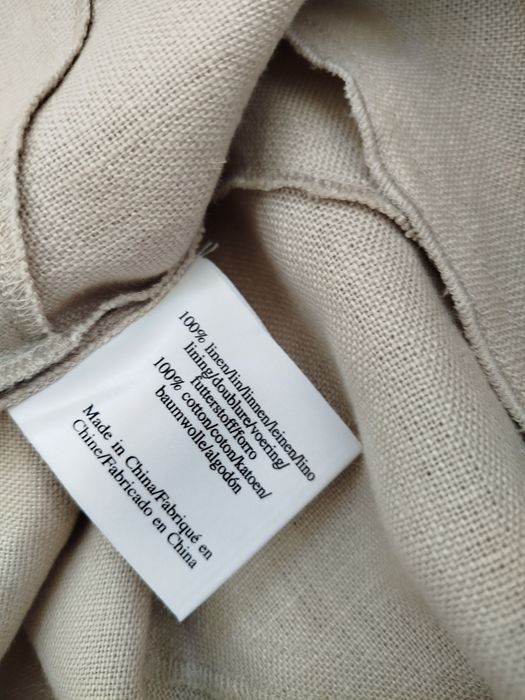 100% linen/lin/linnen/leinen/lino
lining/doublure/voering/
futterstoff/forro
100% cotton/coton/katoen/
baumwolle/algodón
Made in China/Fabriqué en
Chine/Fabricado en China